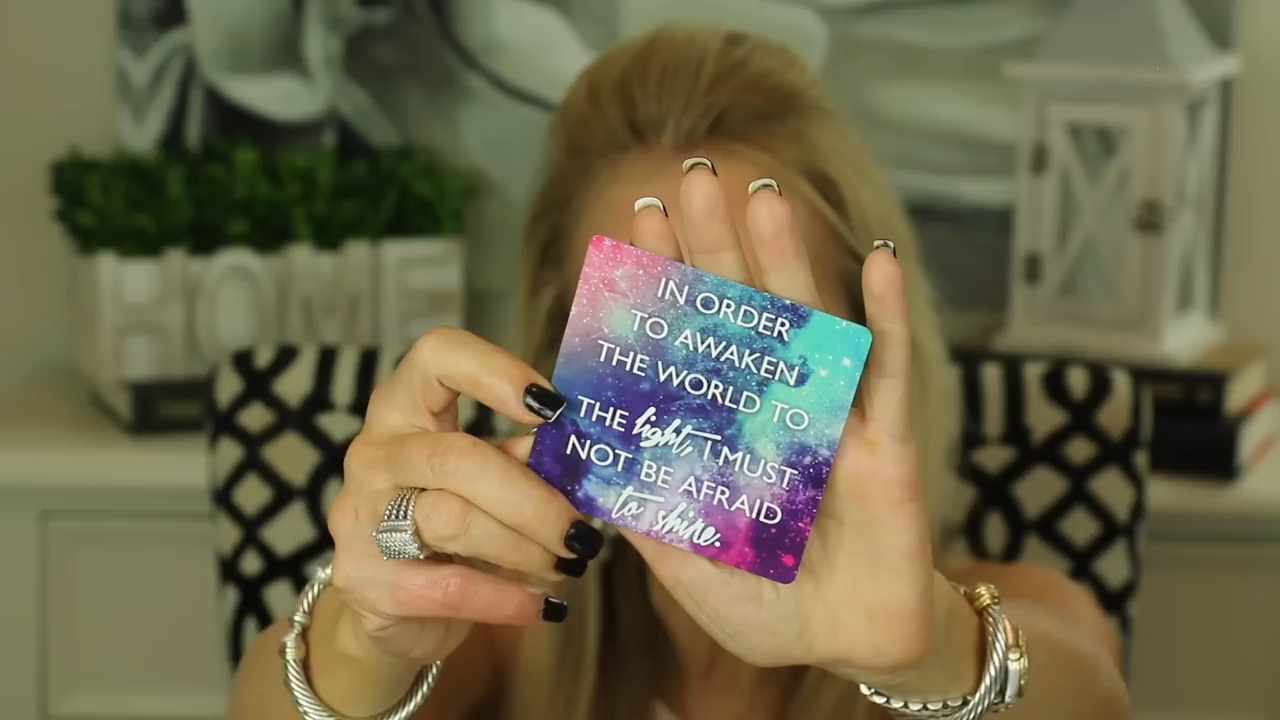 HOME
IN ORDER
TO AWAKEN
THE WORLD TO
THE light, I MUST
NOT BE AFRAID
to shine.